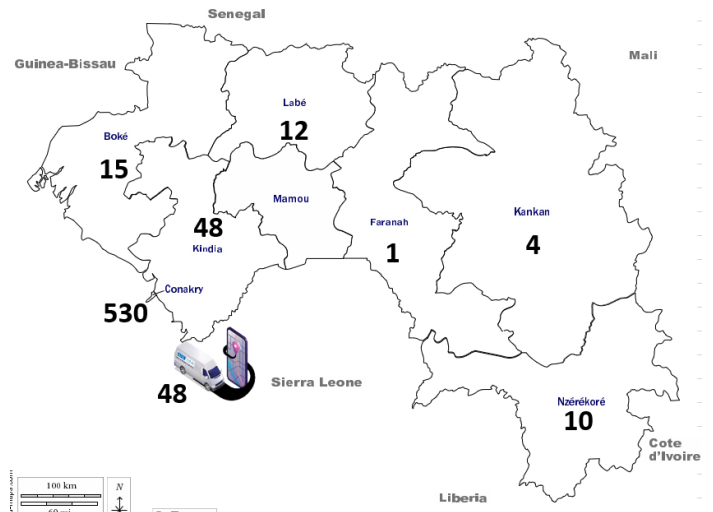 Senegal
Guinea-Bissau
Mali
Labé
12
Boké
15
Mamou
48
Kindia
Faranah
1
Kankan
4
Conakry
530
48
Sierra Leone
Nzérékoré
10
Cote
d'Ivoire
Liberia
100 km
N